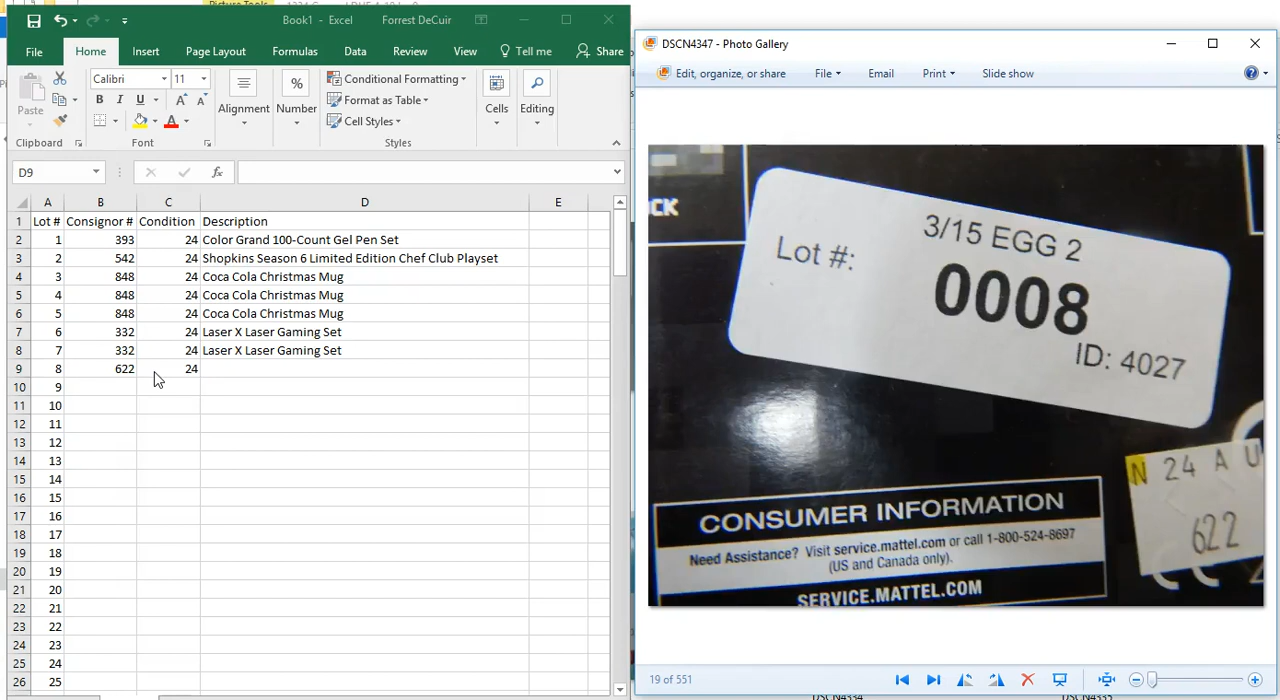 Picture Tools
Book1 - Excel
Forrest DeCuir
File
Home
Insert
Page Layout
Formulas
Data
Review
View
Tell me
Share
Paste
Calibri
11
B I U
A A
A
Alignment
%
Number
Conditional Formatting
Format as Table
Cell Styles
Cells
Editing
Clipboard
Font
Styles
D9
fx
A B C D E
1 Lot # Consignor # Condition Description
2 1 393 24 Color Grand 100-Count Gel Pen Set
3 2 542 24 Shopkins Season 6 Limited Edition Chef Club Playset
4 3 848 24 Coca Cola Christmas Mug
5 4 848 24 Coca Cola Christmas Mug
6 5 848 24 Coca Cola Christmas Mug
7 6 332 24 Laser X Laser Gaming Set
8 7 332 24 Laser X Laser Gaming Set
9 8 622 24
10 9
11 10
12 11
13 12
14 13
15 14
16 15
17 16
18 17
19 18
20 19
21 20
22 21
23 22
24 23
25 24
26 25
DSCN4347 - Photo Gallery
Edit, organize, or share
File
Email
Print
Slide show
?
CK
3/15 EGG 2
Lot #:
0008
ID: 4027
N 24 A U
622
CONSUMER INFORMATION
Need Assistance? Visit service.mattel.com or call 1-800-524-8697
(US and Canada only).
SERVICE.MATTEL.COM
19 of 551